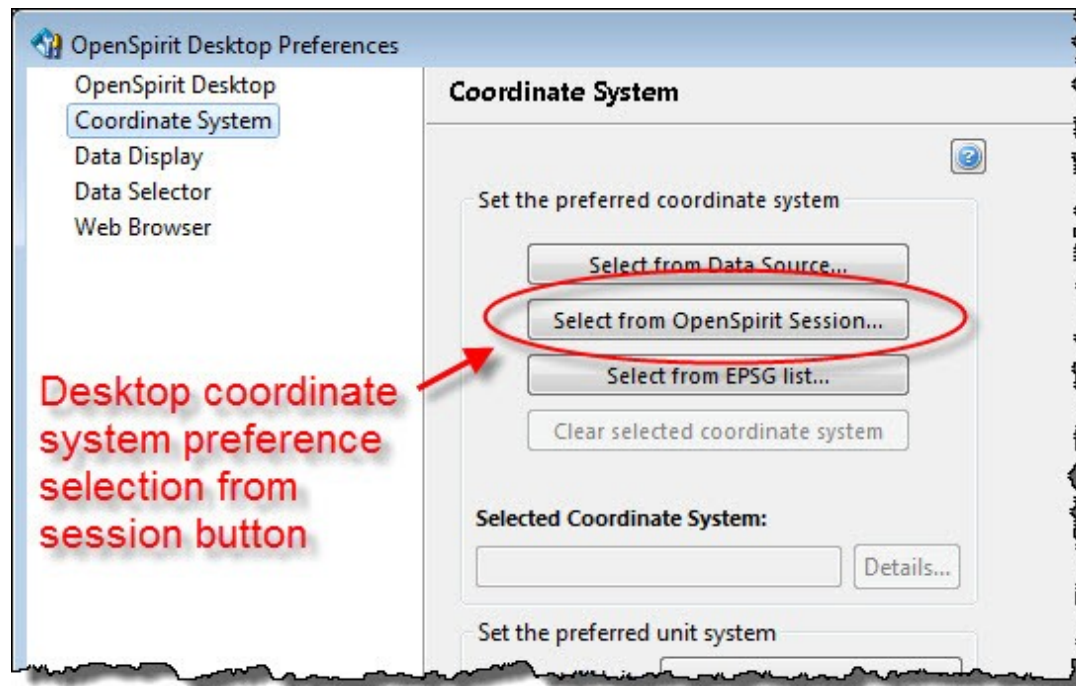 OpenSpirit Desktop Preferences
OpenSpirit Desktop
Coordinate System
Data Display
Data Selector
Web Browser
Coordinate System
Set the preferred coordinate system
Select from Data Source...
Select from OpenSpirit Session...
Select from EPSG list...
Clear selected coordinate system
Selected Coordinate System:
Details...
Set the preferred unit system
Desktop coordinate
system preference
selection from
session button